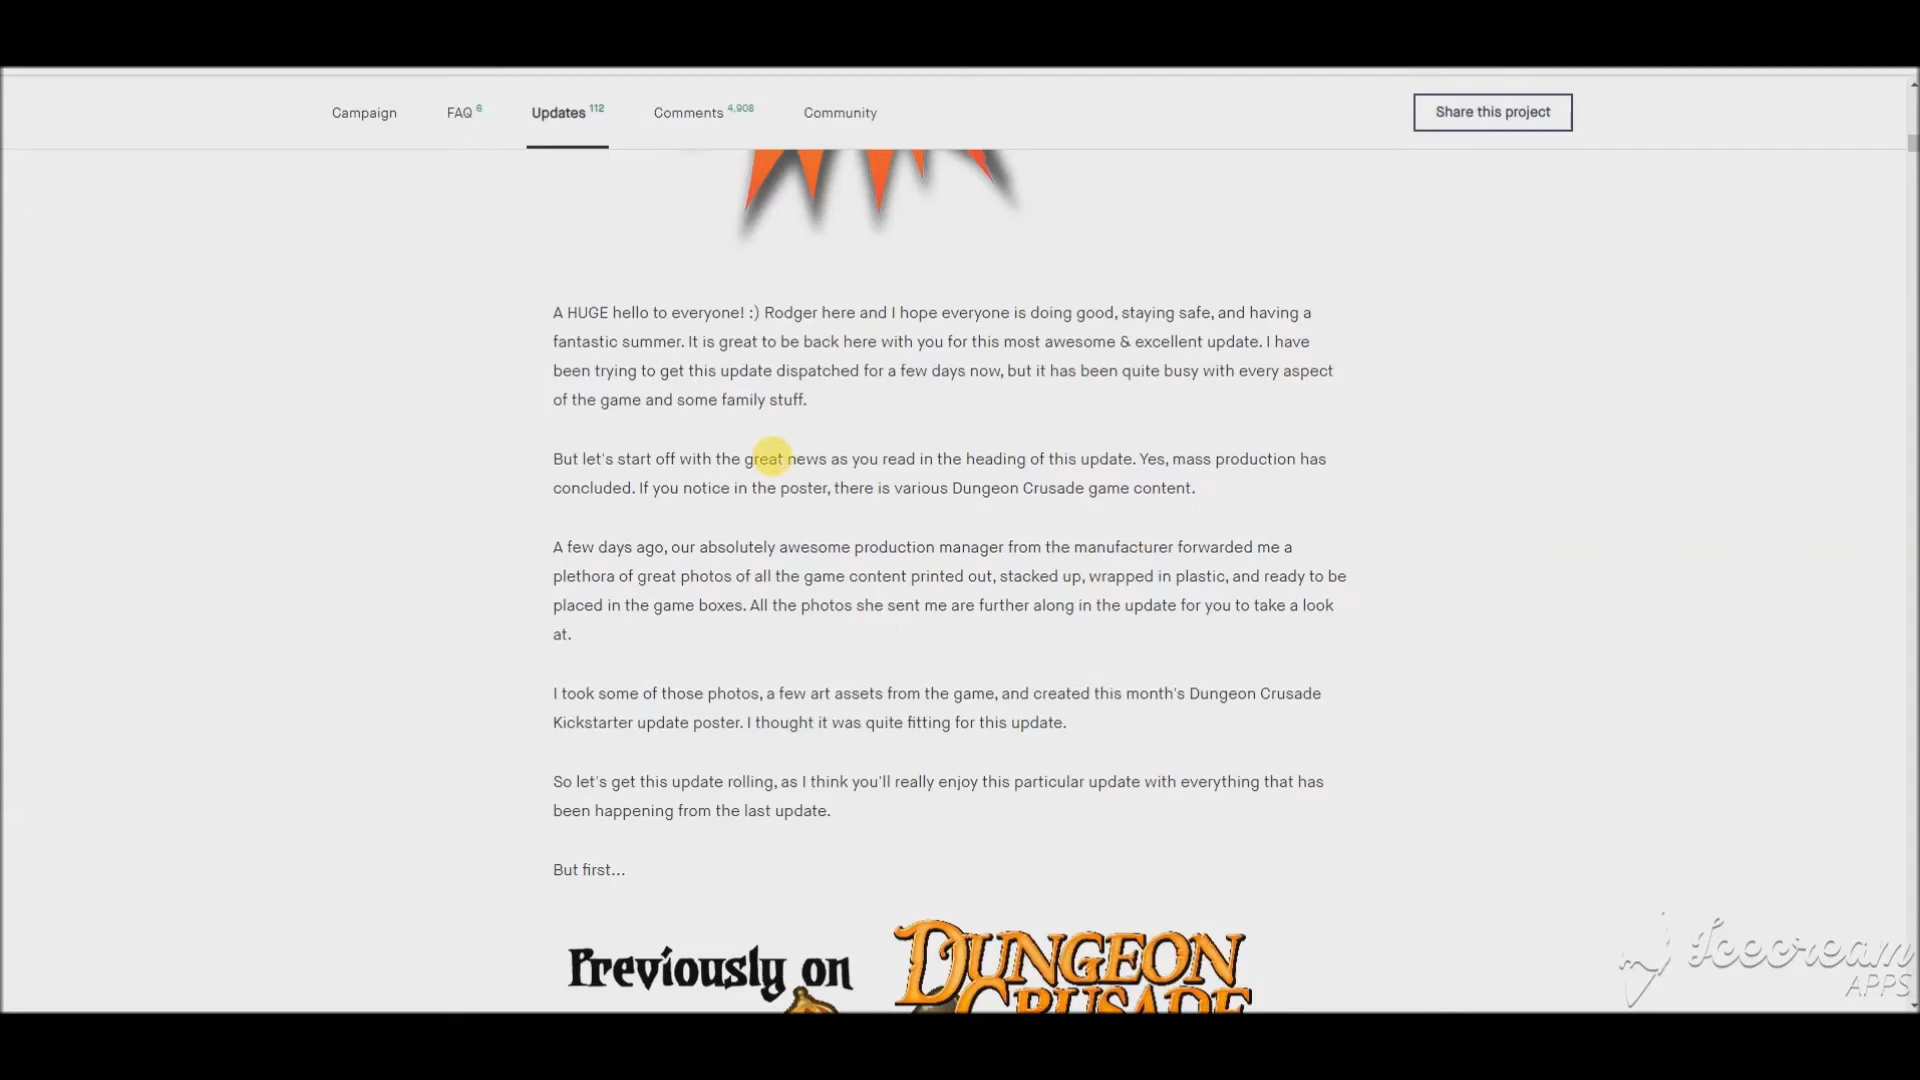 Campaign FAQ 6 Updates 112 Comments 4,908 Community Share this project
A HUGE hello to everyone! :) Rodger here and I hope everyone is doing good, staying safe, and having a
fantastic summer. It is great to be back here with you for this most awesome & excellent update. I have
been trying to get this update dispatched for a few days now, but it has been quite busy with every aspect
of the game and some family stuff.
But let's start off with the great news as you read in the heading of this update. Yes, mass production has
concluded. If you notice in the poster, there is various Dungeon Crusade game content.
A few days ago, our absolutely awesome production manager from the manufacturer forwarded me a
plethora of great photos of all the game content printed out, stacked up, wrapped in plastic, and ready to be
placed in the game boxes. All the photos she sent me are further along in the update for you to take a look
at.
I took some of those photos, a few art assets from the game, and created this month's Dungeon Crusade
Kickstarter update poster. I thought it was quite fitting for this update.
So let's get this update rolling, as I think you'll really enjoy this particular update with everything that has
been happening from the last update.
But first...
Previously on DUNGEON
CRUSADE
Icecream
APPS